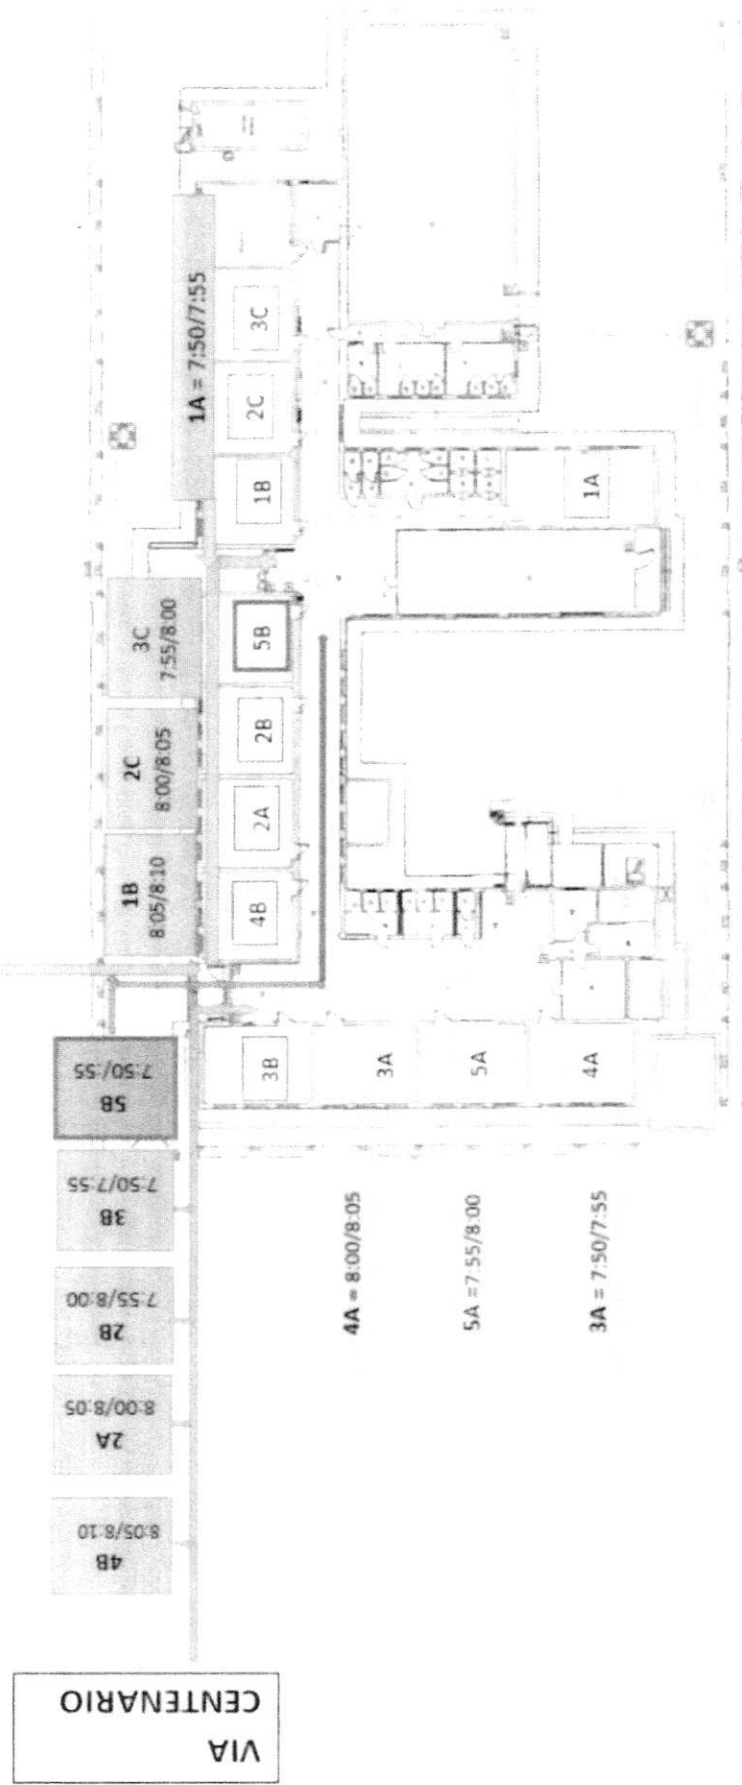 VIA
CENTENARIO
4B
8:05/8:10
2A
8:00/8:05
2B
7:55/8:00
3B
7:50/7:55
5B
7:50/:55
1B
8:05/8:10
2C
8:00/8:05
3C
7:55/8:00
1A = 7:50/7:55
4B
2A
2B
5B
1B
2C
3C
3B
3A
5A
4A
1A
4A = 8:00/8:05
5A =7:55/8:00
3A = 7:50/7:55